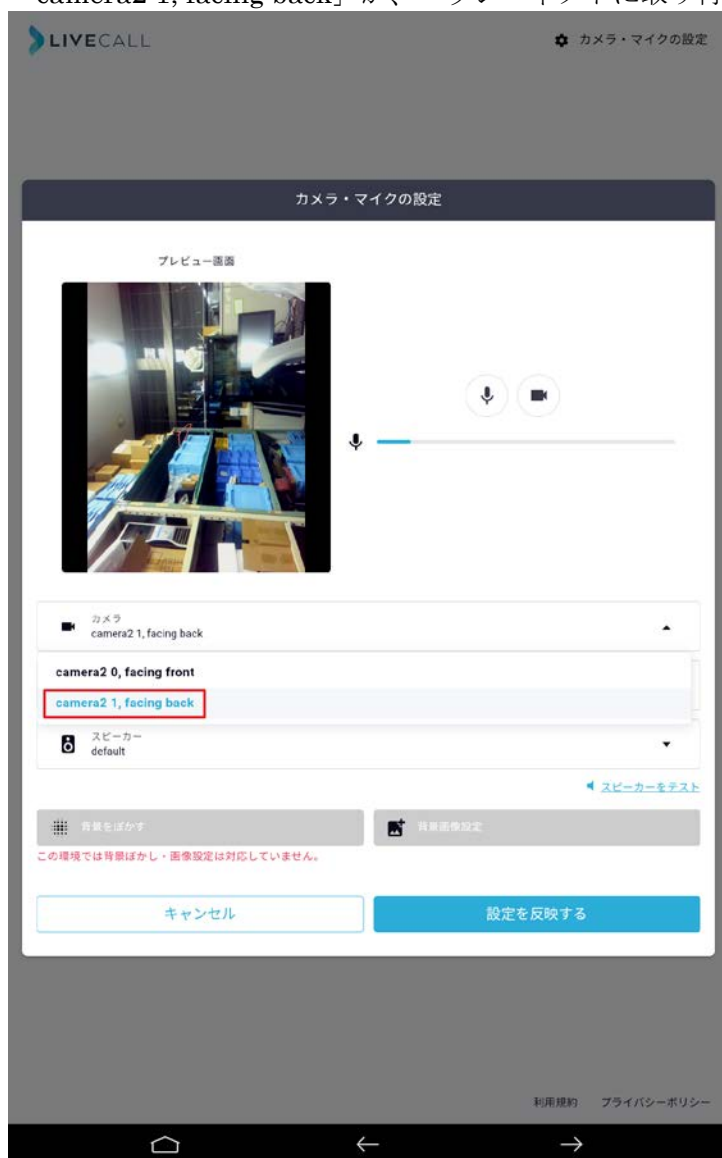 camera2 1, facing back」が、
LIVECALL
カメラ・マイクの設定
カメラ・マイクの設定
プレビュー画面
カメラ
camera2 1, facing back
camera2 0, facing front
camera2 1, facing back
スピーカー
default
スピーカーをテスト
背景をぼかす
背景画像設定
この環境では背景ぼかし・画像設定は対応していません。
キャンセル
設定を反映する
利用規約 プライバシーポリシー